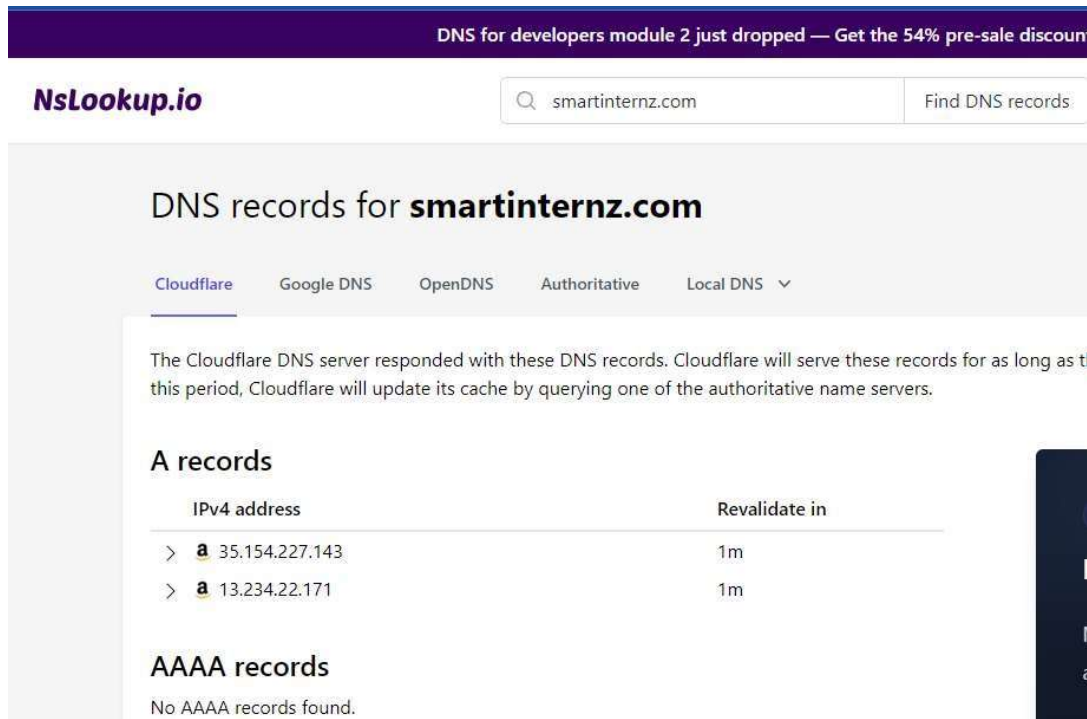 DNS for developers module 2 just dropped — Get the 54% pre-sale discoun
NsLookup.io
smartinternz.com
Find DNS records
DNS records for smartinternz.com
Cloudflare Google DNS OpenDNS Authoritative Local DNS
The Cloudflare DNS server responded with these DNS records. Cloudflare will serve these records for as long as t
this period, Cloudflare will update its cache by querying one of the authoritative name servers.
A records
IPv4 address Revalidate in
a 35.154.227.143 1m
a 13.234.22.171 1m
AAAA records
No AAAA records found.